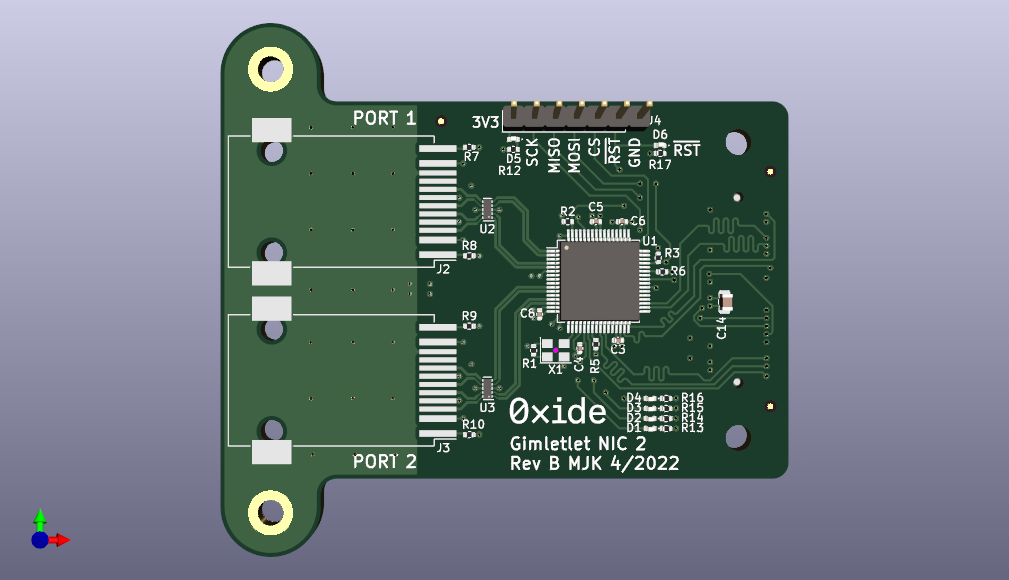 PORT 1
3V3
J4
SCK
MISO
MOSI
CS
RST
GND
D6
RST
R17
R7
D5
R12
U2
R2
C5
C6
U1
R8
J2
R3
R6
R9
C6
C14
R1
X1
C4
R5
C3
U3
R10
J3
0xide
D4 R16
D3 R15
D2 R14
D1 R13
Gimletlet NIC 2
Rev B MJK 4/2022
PORT 2